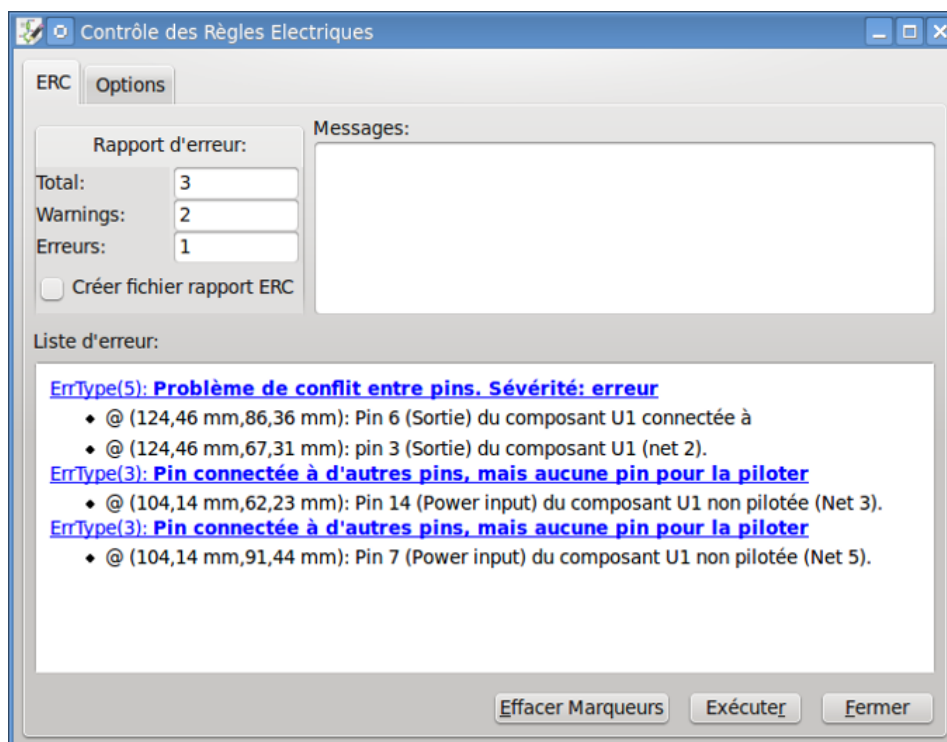 Contrôle des Règles Electriques
ERC Options
Rapport d'erreur:
Messages:
Total: 3
Warnings: 2
Erreurs: 1
Créer fichier rapport ERC
Liste d'erreur:
ErrType(5): Problème de conflit entre pins. Sévérité: erreur
◆ @ (124,46 mm,86,36 mm): Pin 6 (Sortie) du composant U1 connectée à
◆ @ (124,46 mm,67,31 mm): pin 3 (Sortie) du composant U1 (net 2).
ErrType(3): Pin connectée à d'autres pins, mais aucune pin pour la piloter
◆ @ (104,14 mm,62,23 mm): Pin 14 (Power input) du composant U1 non pilotée (Net 3).
ErrType(3): Pin connectée à d'autres pins, mais aucune pin pour la piloter
◆ @ (104,14 mm,91,44 mm): Pin 7 (Power input) du composant U1 non pilotée (Net 5).
Effacer Marqueurs Exécuter Fermer